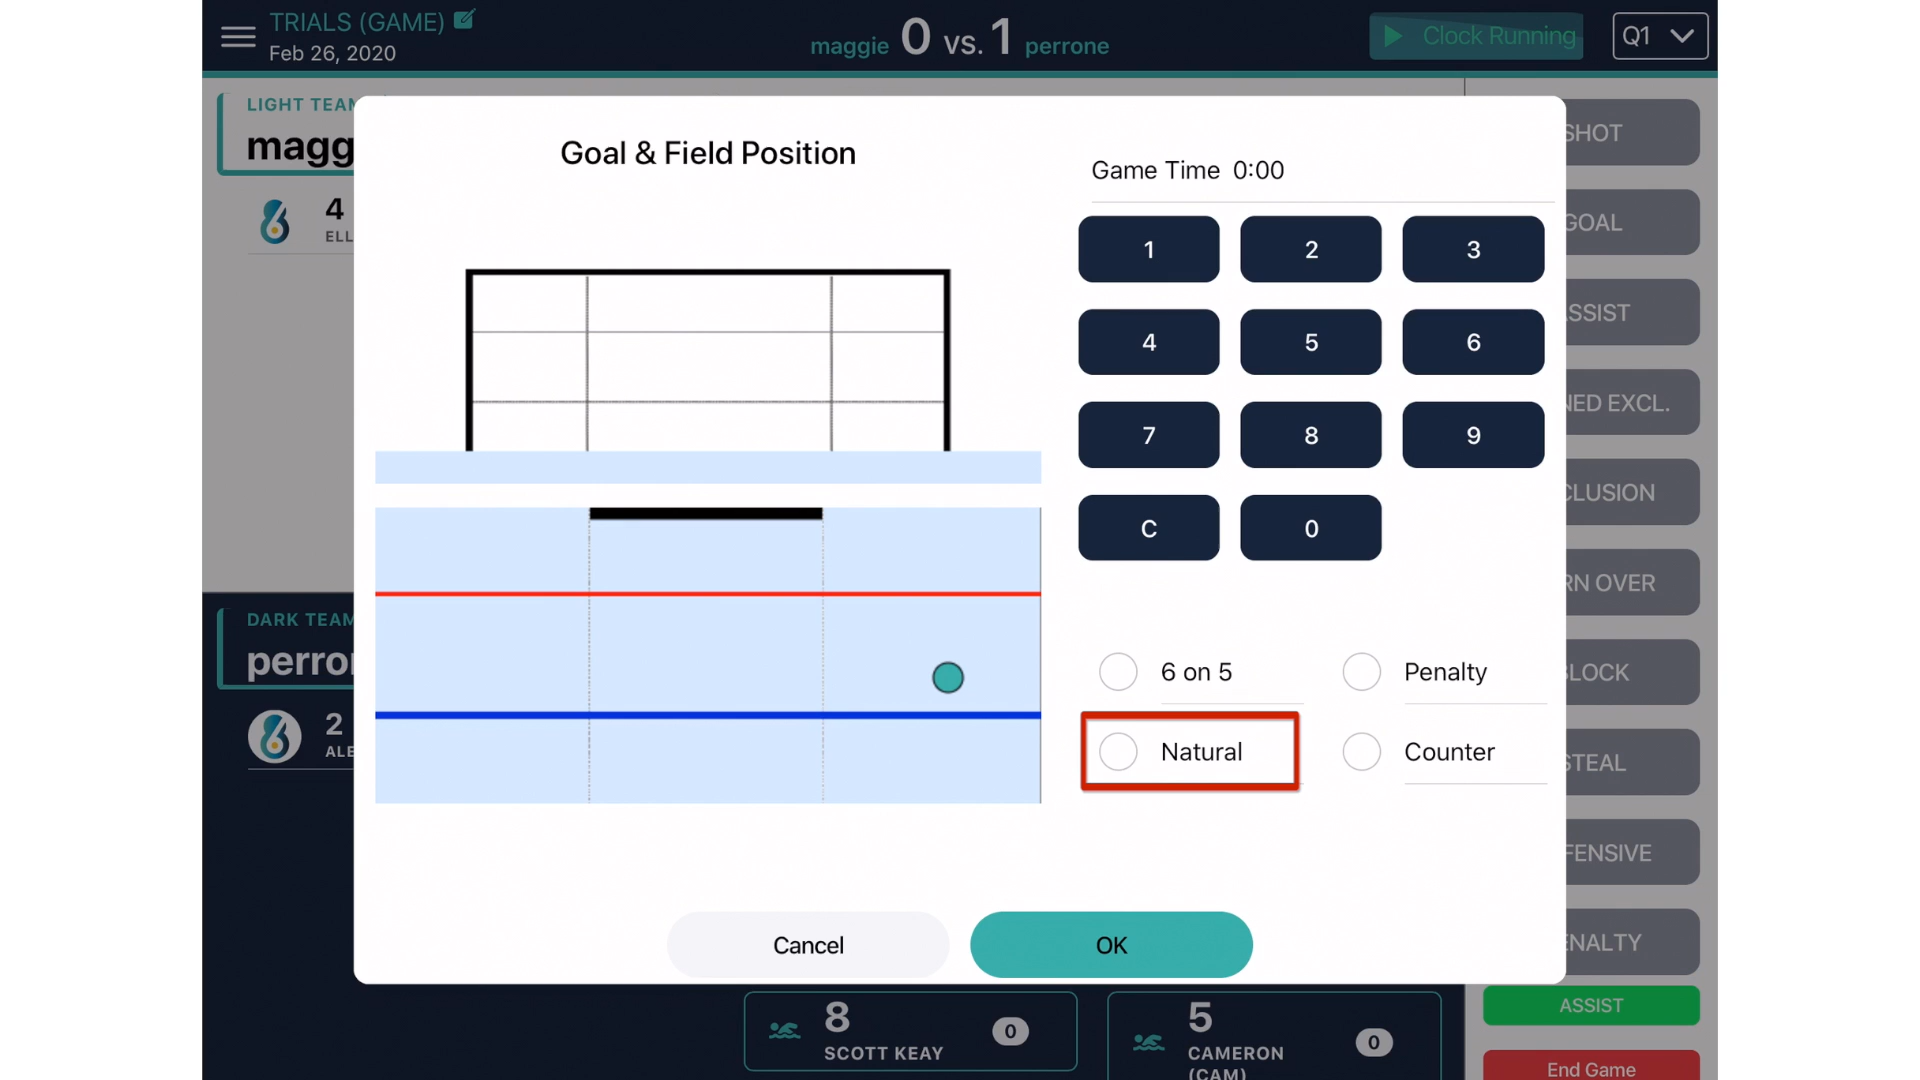 TRIALS (GAME)
Feb 26, 2020
maggie 0 vs. 1 perrone
Clock Running
Q1
LIGHT TEAM
magg
4
ELL
DARK TEAM
perro
2
ALE
Goal & Field Position
Game Time 0:00
1 2 3
4 5 6
7 8 9
C 0
6 on 5
Penalty
Natural
Counter
Cancel
OK
SHOT
GOAL
SSIST
NED EXCL.
CLUSION
RN OVER
LOCK
STEAL
FENSIVE
ENALTY
ASSIST
End Game
8
SCOTT KEAY
0
5
CAMERON
(CAM)
0